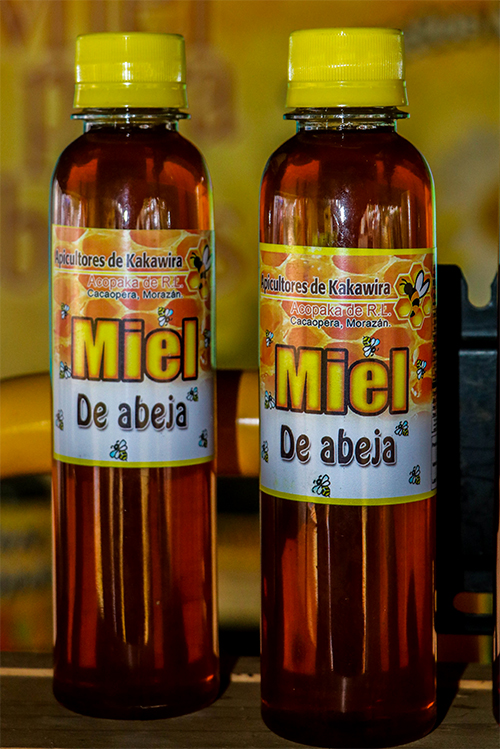 Apicultores de Kakawira
Acopaka de R.L.
Cacaopera, Morazán.
Miel
De abeja
Apicultores de Kakawira
Acopaka de R.L.
Cacaopera, Morazán.
Miel
De abeja